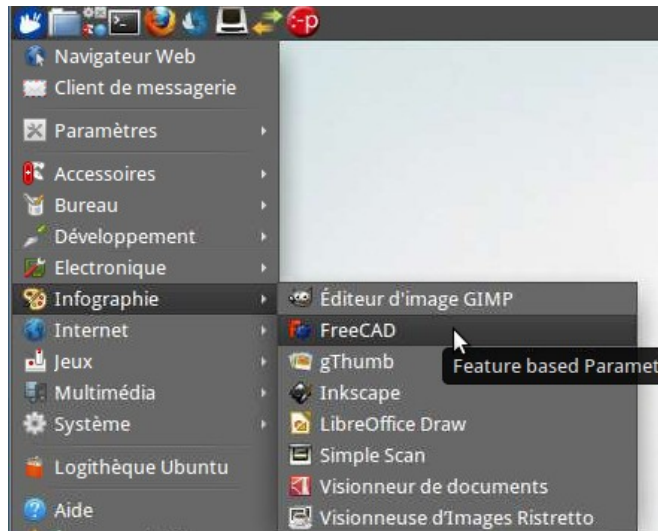 Navigateur Web
Client de messagerie
Paramètres
Accessoires
Bureau
Développement
Electronique
Infographie
Internet
Jeux
Multimédia
Système
Logithèque Ubuntu
Aide
Éditeur d'image GIMP
FreeCAD
gThumb
Feature based Paramet
Inkscape
LibreOffice Draw
Simple Scan
Visionneur de documents
Visionneuse d'Images Ristretto